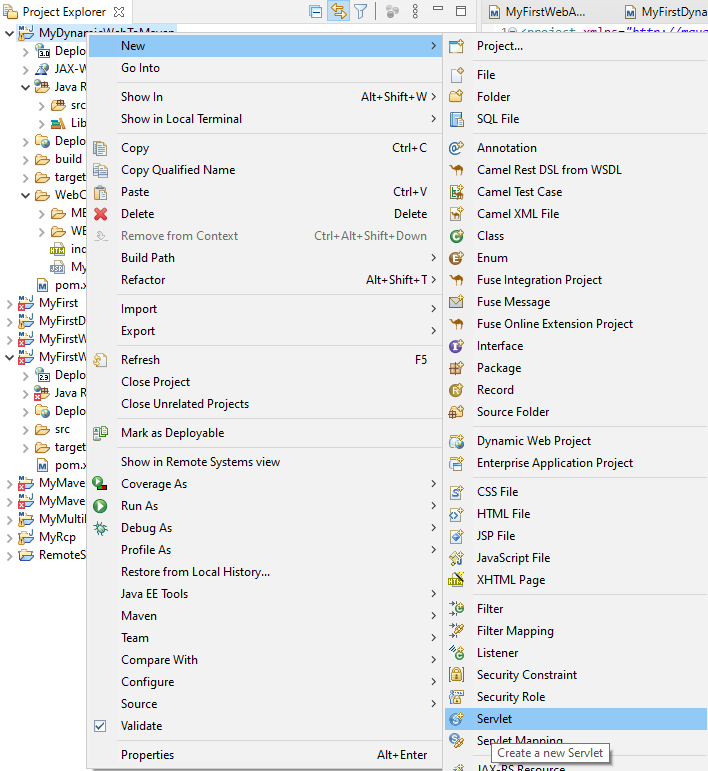 Project Explorer
MyFirstWebA...
MyFirstDyna
1 <project xmlns="http://mave
MyDynamicWebToMaven
Deplo
JAX-W
Java R
src
Lib
Deplo
build
target
WebC
ME
WE
ind
My
pom.x
MyFirst
MyFirstD
MyFirstW
MyFirstW
Deplo
Java R
Deplo
src
target
pom.x
MyMave
MyMave
MyMulti
MyRcp
RemoteS
New
Go Into
Show In Alt+Shift+W
Show in Local Terminal
Copy Ctrl+C
Copy Qualified Name
Paste Ctrl+V
Delete Delete
Remove from Context Ctrl+Alt+Shift+Down
Build Path
Refactor Alt+Shift+T
Import
Export
Refresh F5
Close Project
Close Unrelated Projects
Mark as Deployable
Show in Remote Systems view
Coverage As
Run As
Debug As
Profile As
Restore from Local History...
Java EE Tools
Maven
Team
Compare With
Configure
Source
Validate
Properties Alt+Enter
Project...
File
Folder
SQL File
Annotation
Camel Rest DSL from WSDL
Camel Test Case
Camel XML File
Class
Enum
Fuse Integration Project
Fuse Message
Fuse Online Extension Project
Interface
Package
Record
Source Folder
Dynamic Web Project
Enterprise Application Project
CSS File
HTML File
JSP File
JavaScript File
XHTML Page
Filter
Filter Mapping
Listener
Security Constraint
Security Role
Servlet
Servlet Mapping
Create a new Servlet
JAX-RS Resource